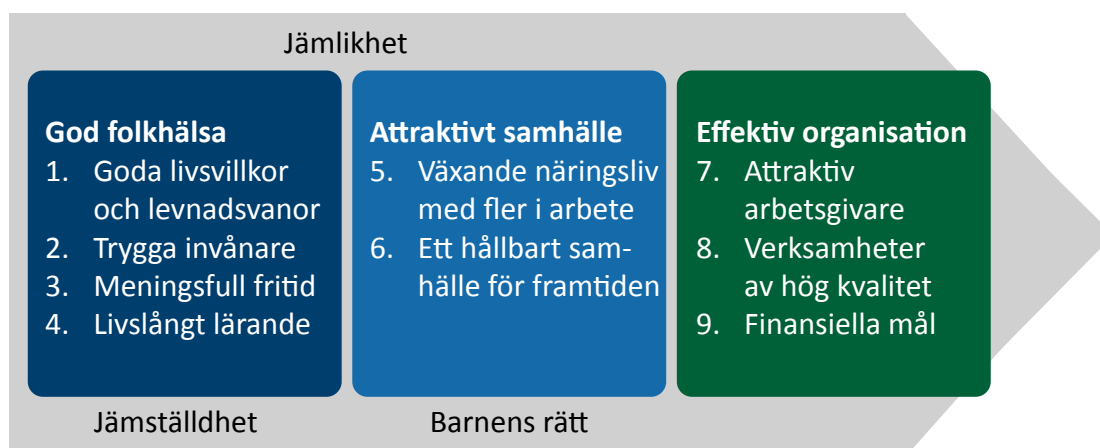 Jämlikhet
God folkhälsa
1. Goda livsvillkor
och levnadsvanor
2. Trygga invånare
3. Meningsfull fritid
4. Livslångt lärande
Attraktivt samhälle
5. Växande näringsliv
med fler i arbete
6. Ett hållbart sam-
hälle för framtiden
Effektiv organisation
7. Attraktiv
arbetsgivare
8. Verksamheter
av hög kvalitet
9. Finansiella mål
Jämställdhet
Barnens rätt